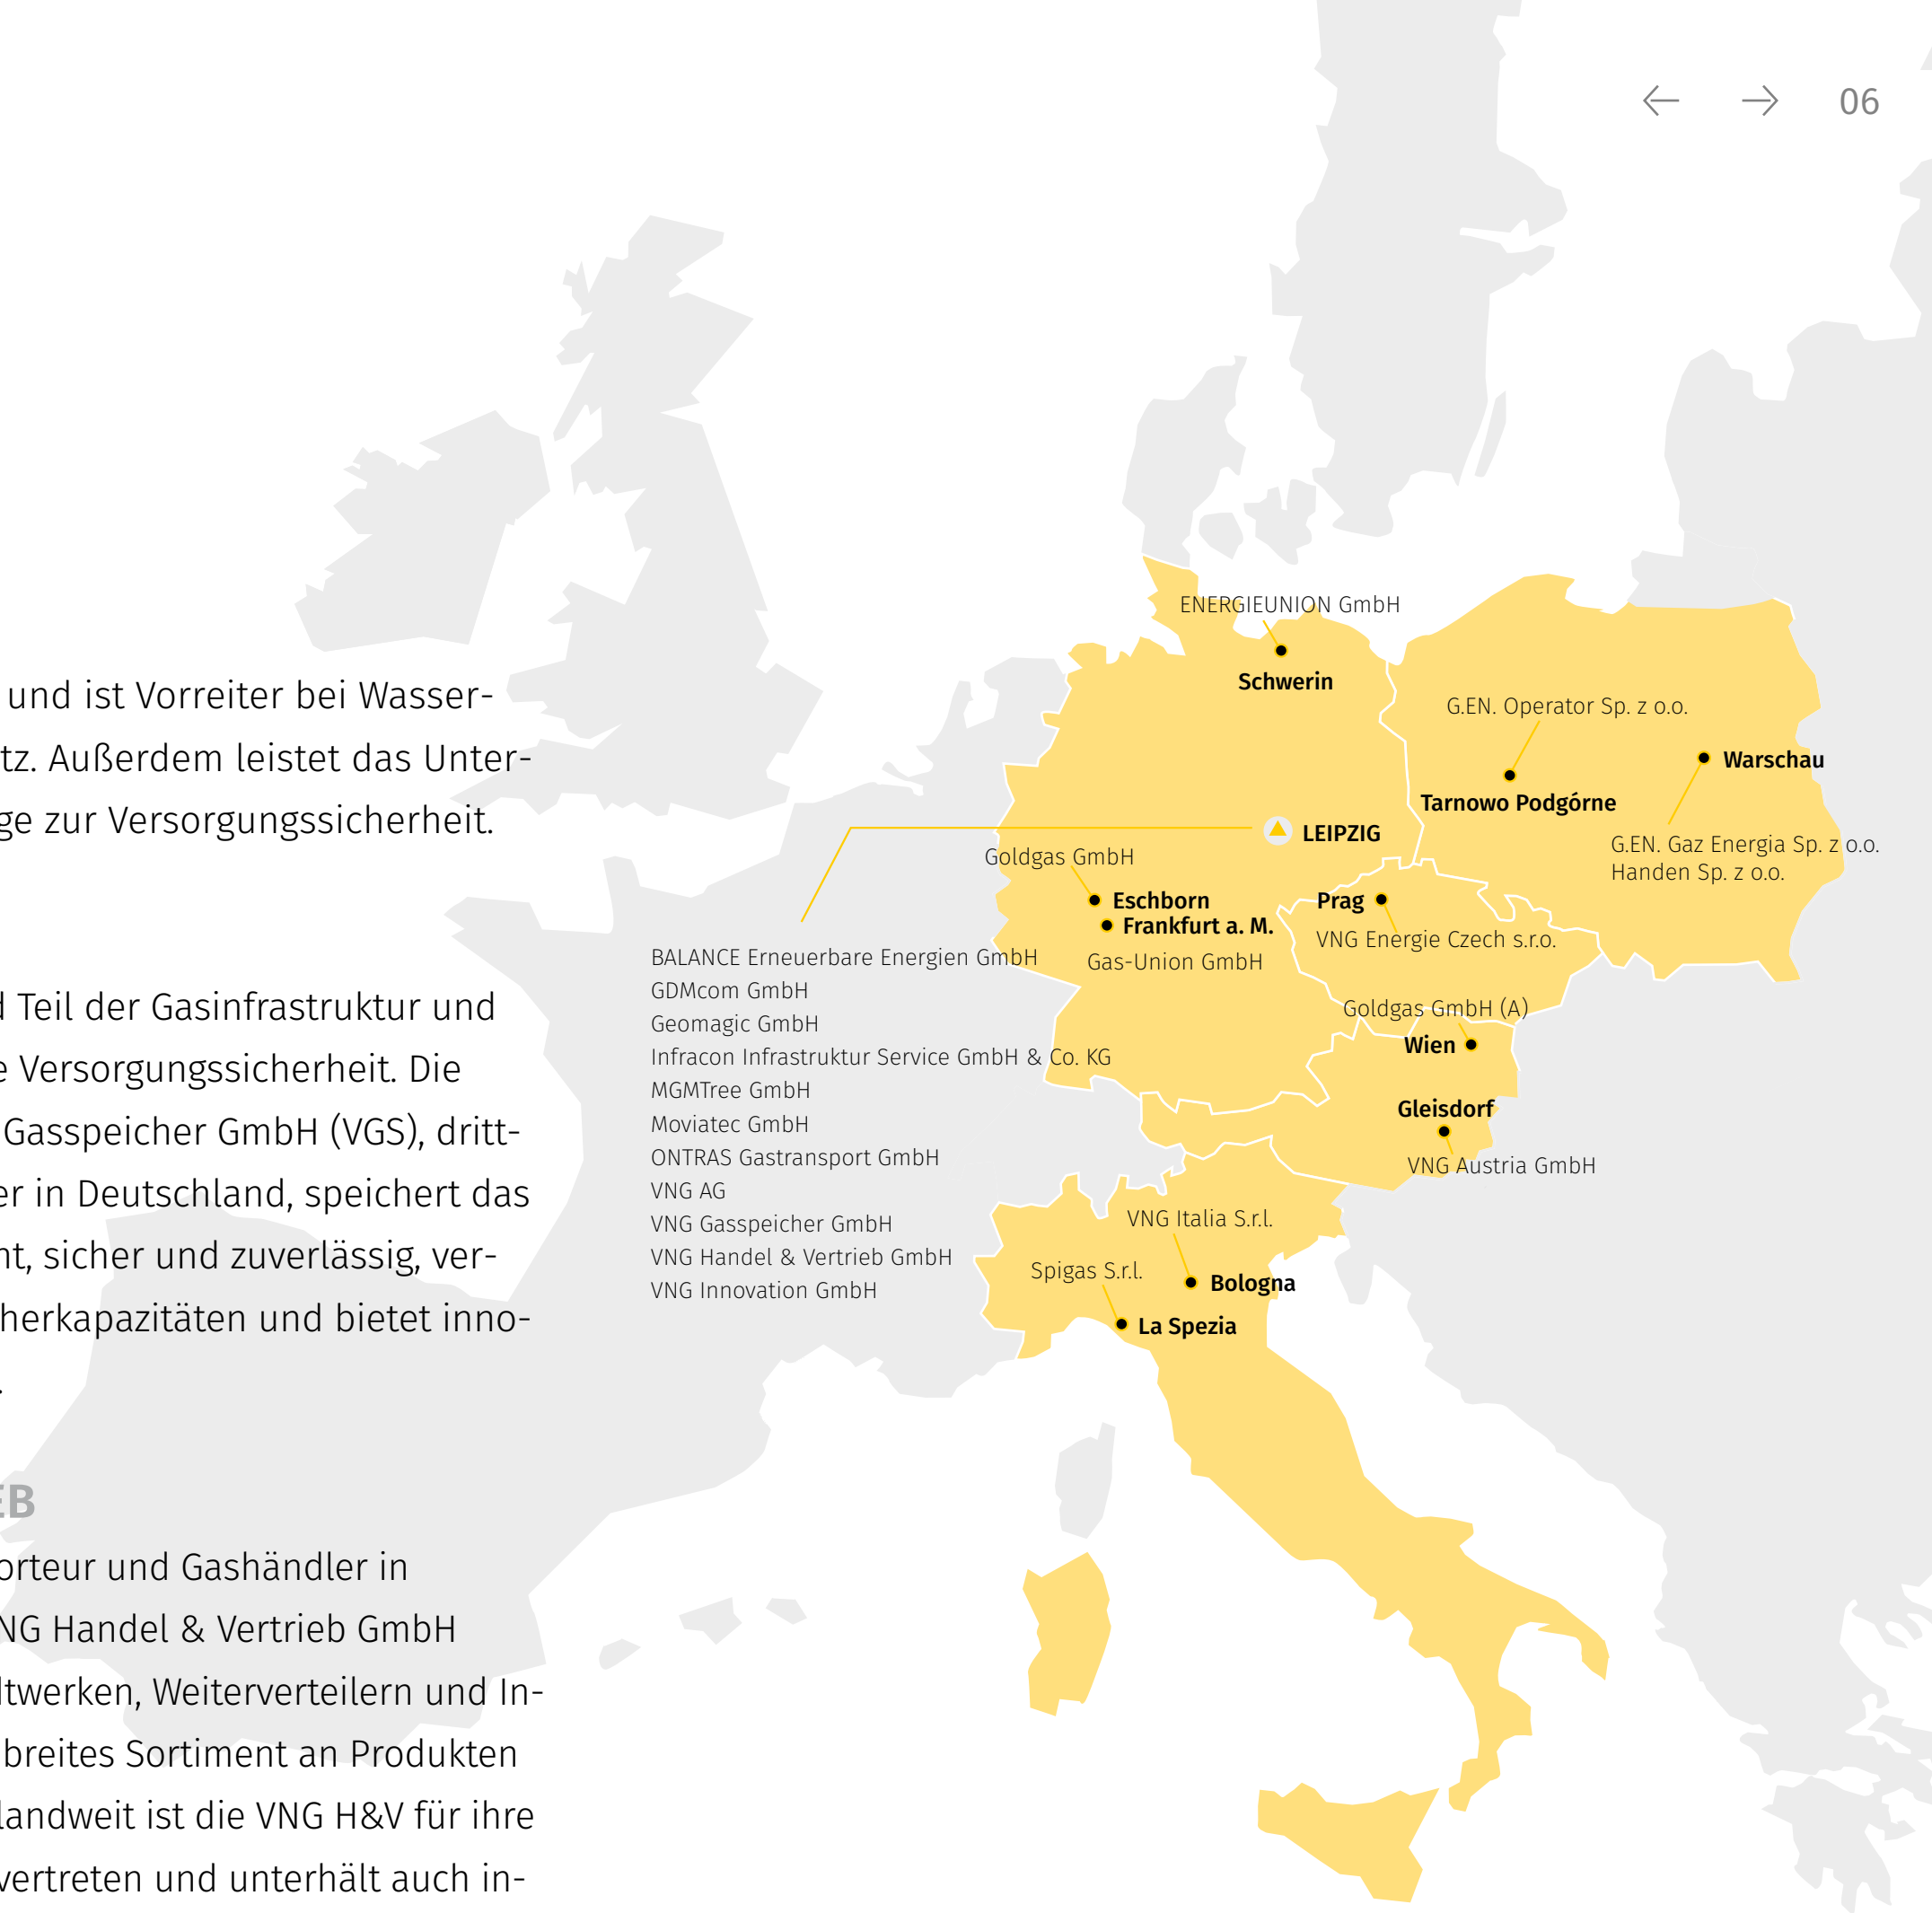 06
und ist Vorreiter bei Wasser-
tz. Außerdem leistet das Unter-
ge zur Versorgungssicherheit.
Teil der Gasinfrastruktur und
e Versorgungssicherheit. Die
Gasspeicher GmbH (VGS), dritt-
er in Deutschland, speichert das
nt, sicher und zuverlässig, ver-
herkapazitäten und bietet inno-
.
EB
orteur und Gashändler in
NG Handel & Vertrieb GmbH
dtwerken, Weiterverteilern und In-
breites Sortiment an Produkten
landweit ist die VNG H&V für ihre
vertreten und unterhält auch in-
ENERGIEUNION GmbH
Schwerin
G.EN. Operator Sp. z o.o.
Tarnowo Podgórne
Warschau
G.EN. Gaz Energia Sp. z o.o.
Handen Sp. z o.o.
LEIPZIG
Goldgas GmbH
Eschborn
Frankfurt a. M.
Gas-Union GmbH
Prag
VNG Energie Czech s.r.o.
BALANCE Erneuerbare Energien GmbH
GDMcom GmbH
Geomagic GmbH
Infracon Infrastruktur Service GmbH & Co. KG
MGMTree GmbH
Moviatec GmbH
ONTRAS Gastransport GmbH
VNG AG
VNG Gasspeicher GmbH
VNG Handel & Vertrieb GmbH
VNG Innovation GmbH
Goldgas GmbH (A)
Wien
Gleisdorf
VNG Austria GmbH
VNG Italia S.r.l.
Bologna
Spigas S.r.l.
La Spezia